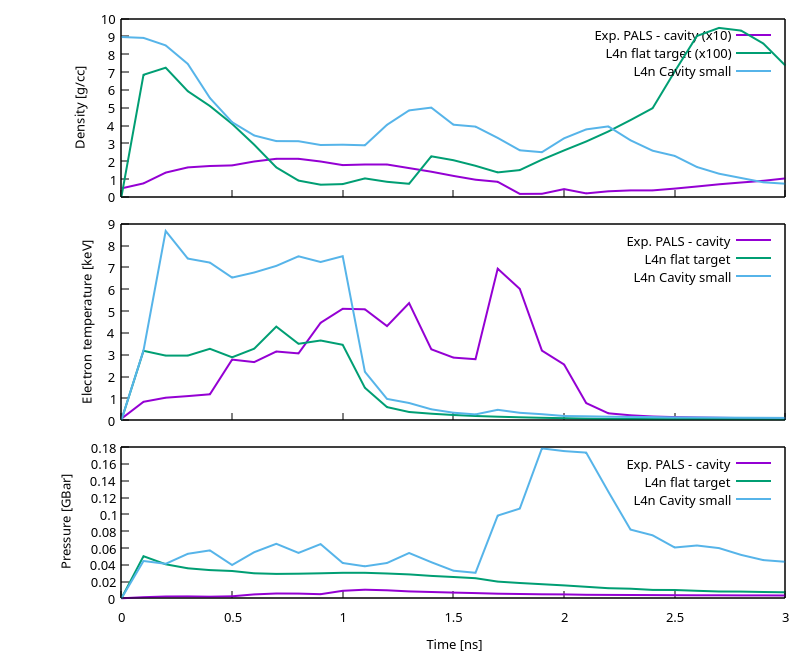 10
9
8
7
6
5
4
3
2
1
0
Density [g/cc]
Exp. PALS - cavity (x10)
L4n flat target (x100)
L4n Cavity small
9
8
7
6
5
4
3
2
1
0
Electron temperature [keV]
Exp. PALS - cavity
L4n flat target
L4n Cavity small
0.18
0.16
0.14
0.12
0.1
0.08
0.06
0.04
0.02
0
Pressure [GBar]
Exp. PALS - cavity
L4n flat target
L4n Cavity small
0 0.5 1 1.5 2 2.5 3
Time [ns]